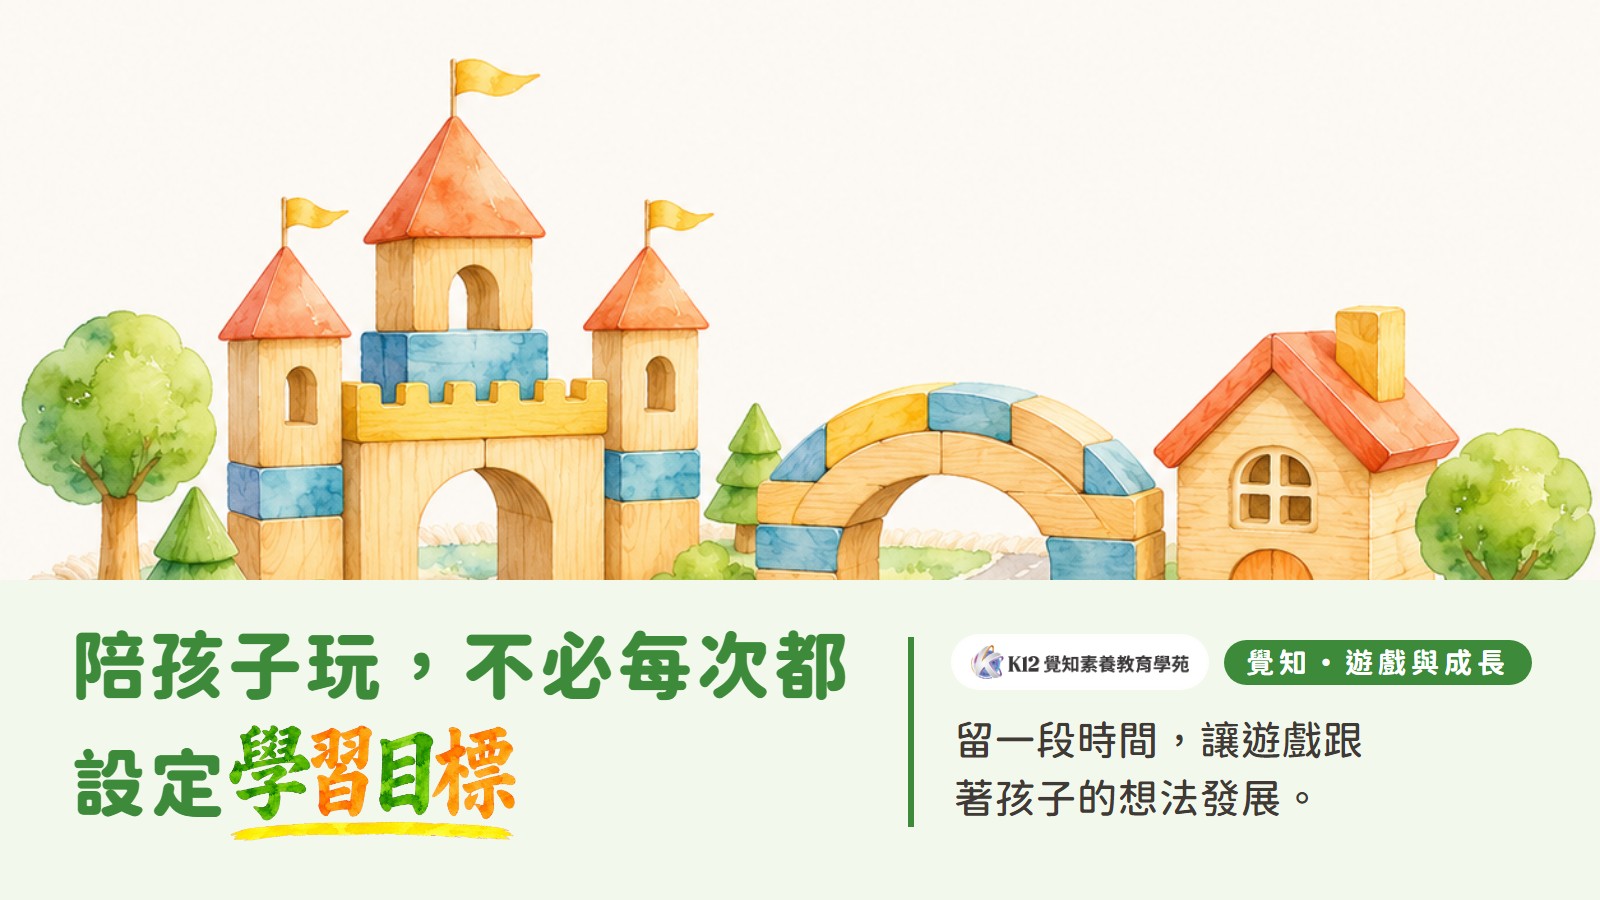 陪孩子玩，不必每次都
設定學習目標
K12 覺知素養教育學苑
覺知・遊戲與成長
留一段時間，讓遊戲跟
著孩子的想法發展。